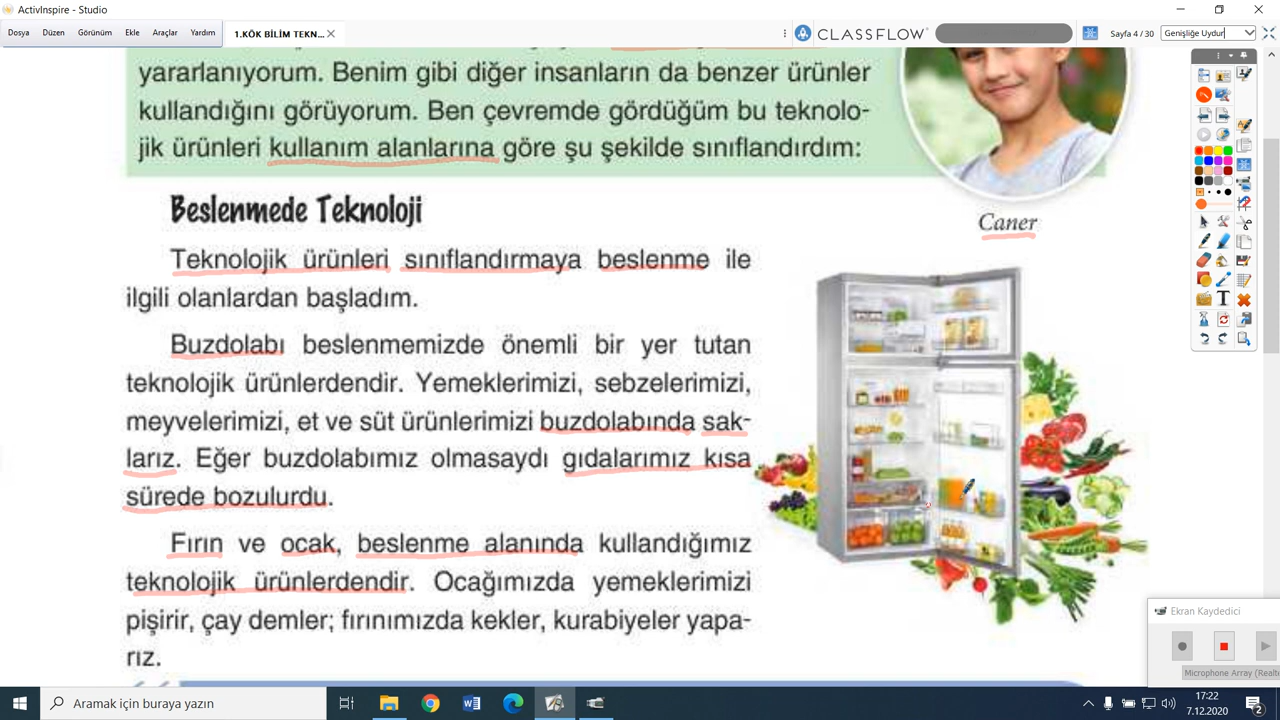 ActivInspire - Studio
Dosya Düzen Görünüm Ekle Araçlar Yardım
1.KÖK BİLİM TEKN...
CLASSFLOW
Sayfa 4 / 30
Genişliğe Uydur
yararlanıyorum. Benim gibi diğer insanların da benzer ürünler
kullandığını görüyorum. Ben çevremde gördüğüm bu teknolo-
jik ürünleri kullanım alanlarına göre şu şekilde sınıflandırdım:
Caner
Beslenmede Teknoloji
Teknolojik ürünleri sınıflandırmaya beslenme ile
ilgili olanlardan başladım.
Buzdolabı beslenmemizde önemli bir yer tutan
teknolojik ürünlerdendir. Yemeklerimizi, sebzelerimizi,
meyvelerimizi, et ve süt ürünlerimizi buzdolabında sak-
larız. Eğer buzdolabımız olmasaydı gıdalarımız kısa
sürede bozulurdu.
Fırın ve ocak, beslenme alanında kullandığımız
teknolojik ürünlerdendir. Ocağımızda yemeklerimizi
pişirir, çay demler; fırınımızda kekler, kurabiyeler yapa-
rız.
Ekran Kaydedici
Microphone Array (Realte
Aramak için buraya yazın
17:22
7.12.2020
2